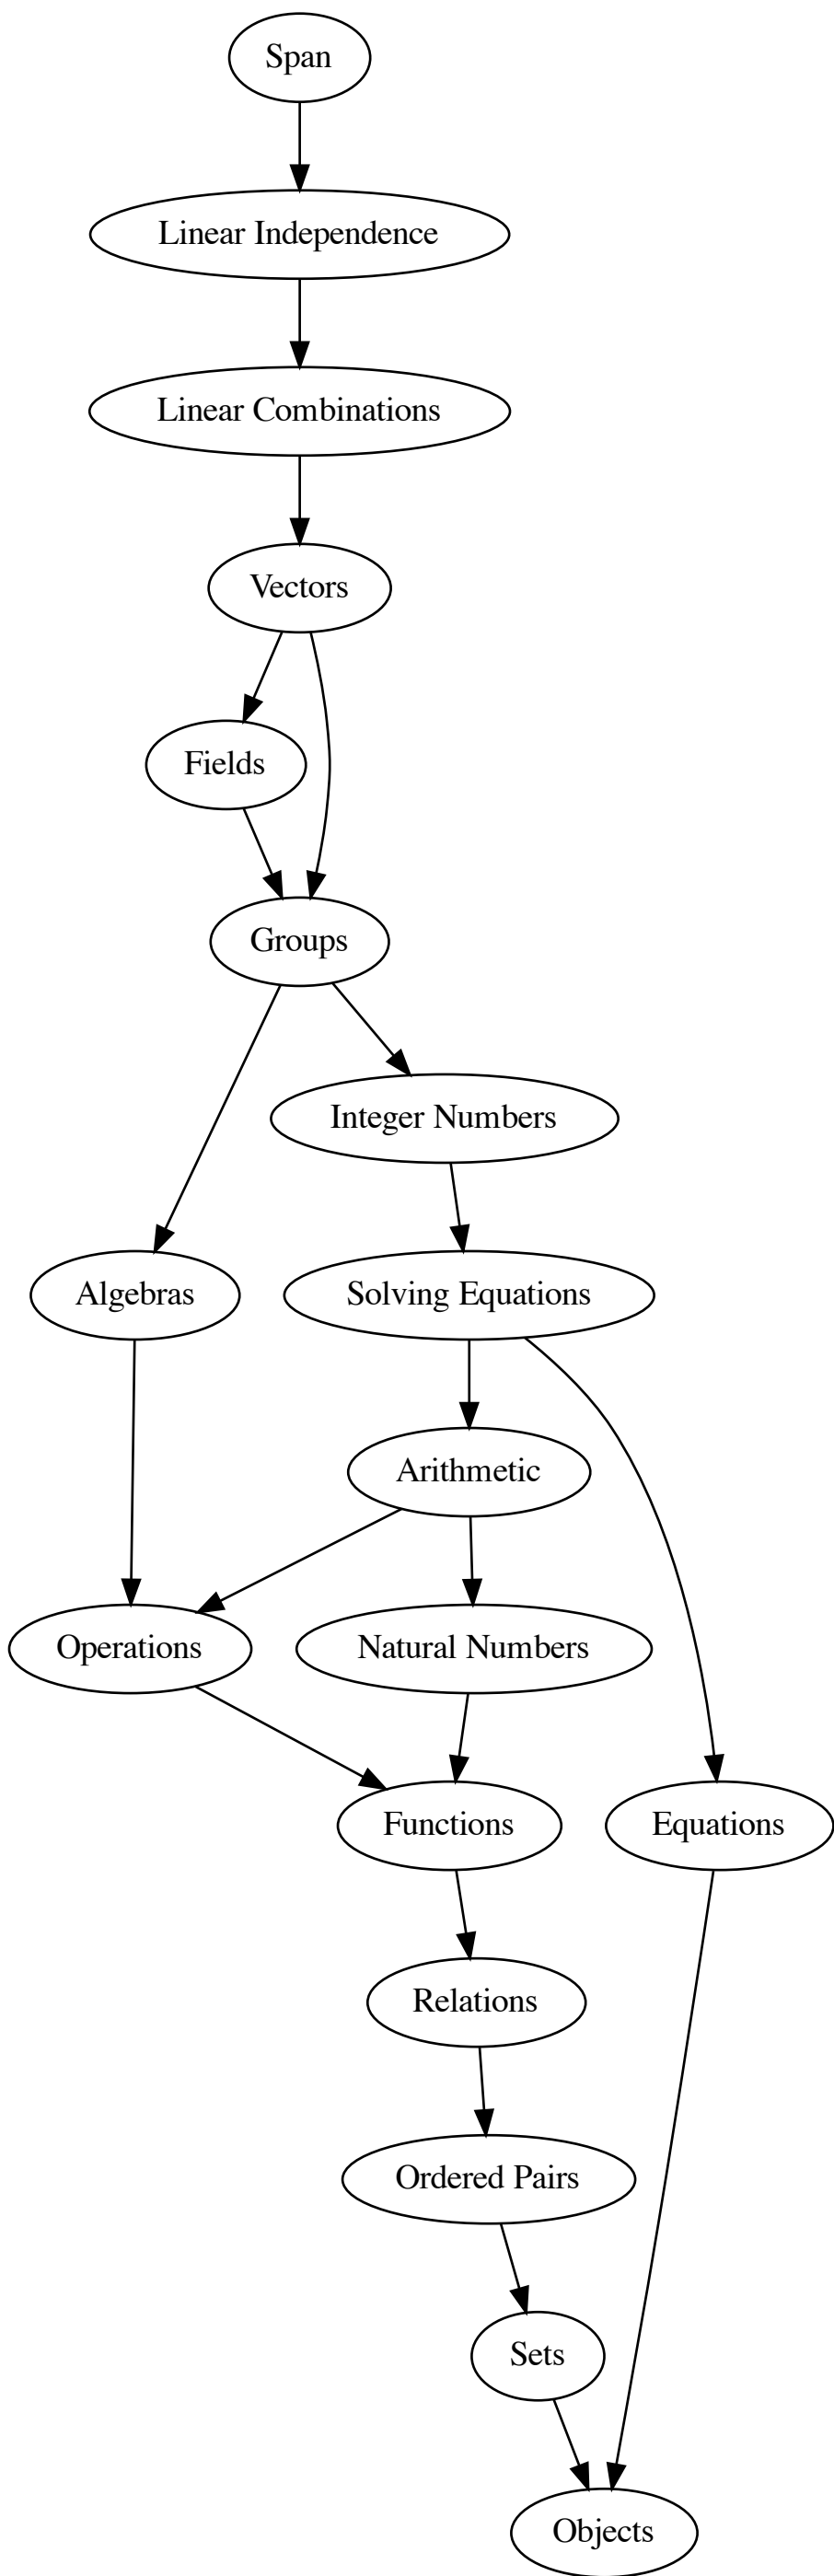 Span
Linear Independence
Linear Combinations
Vectors
Fields
Groups
Integer Numbers
Algebras
Solving Equations
Arithmetic
Operations
Natural Numbers
Functions
Equations
Relations
Ordered Pairs
Sets
Objects